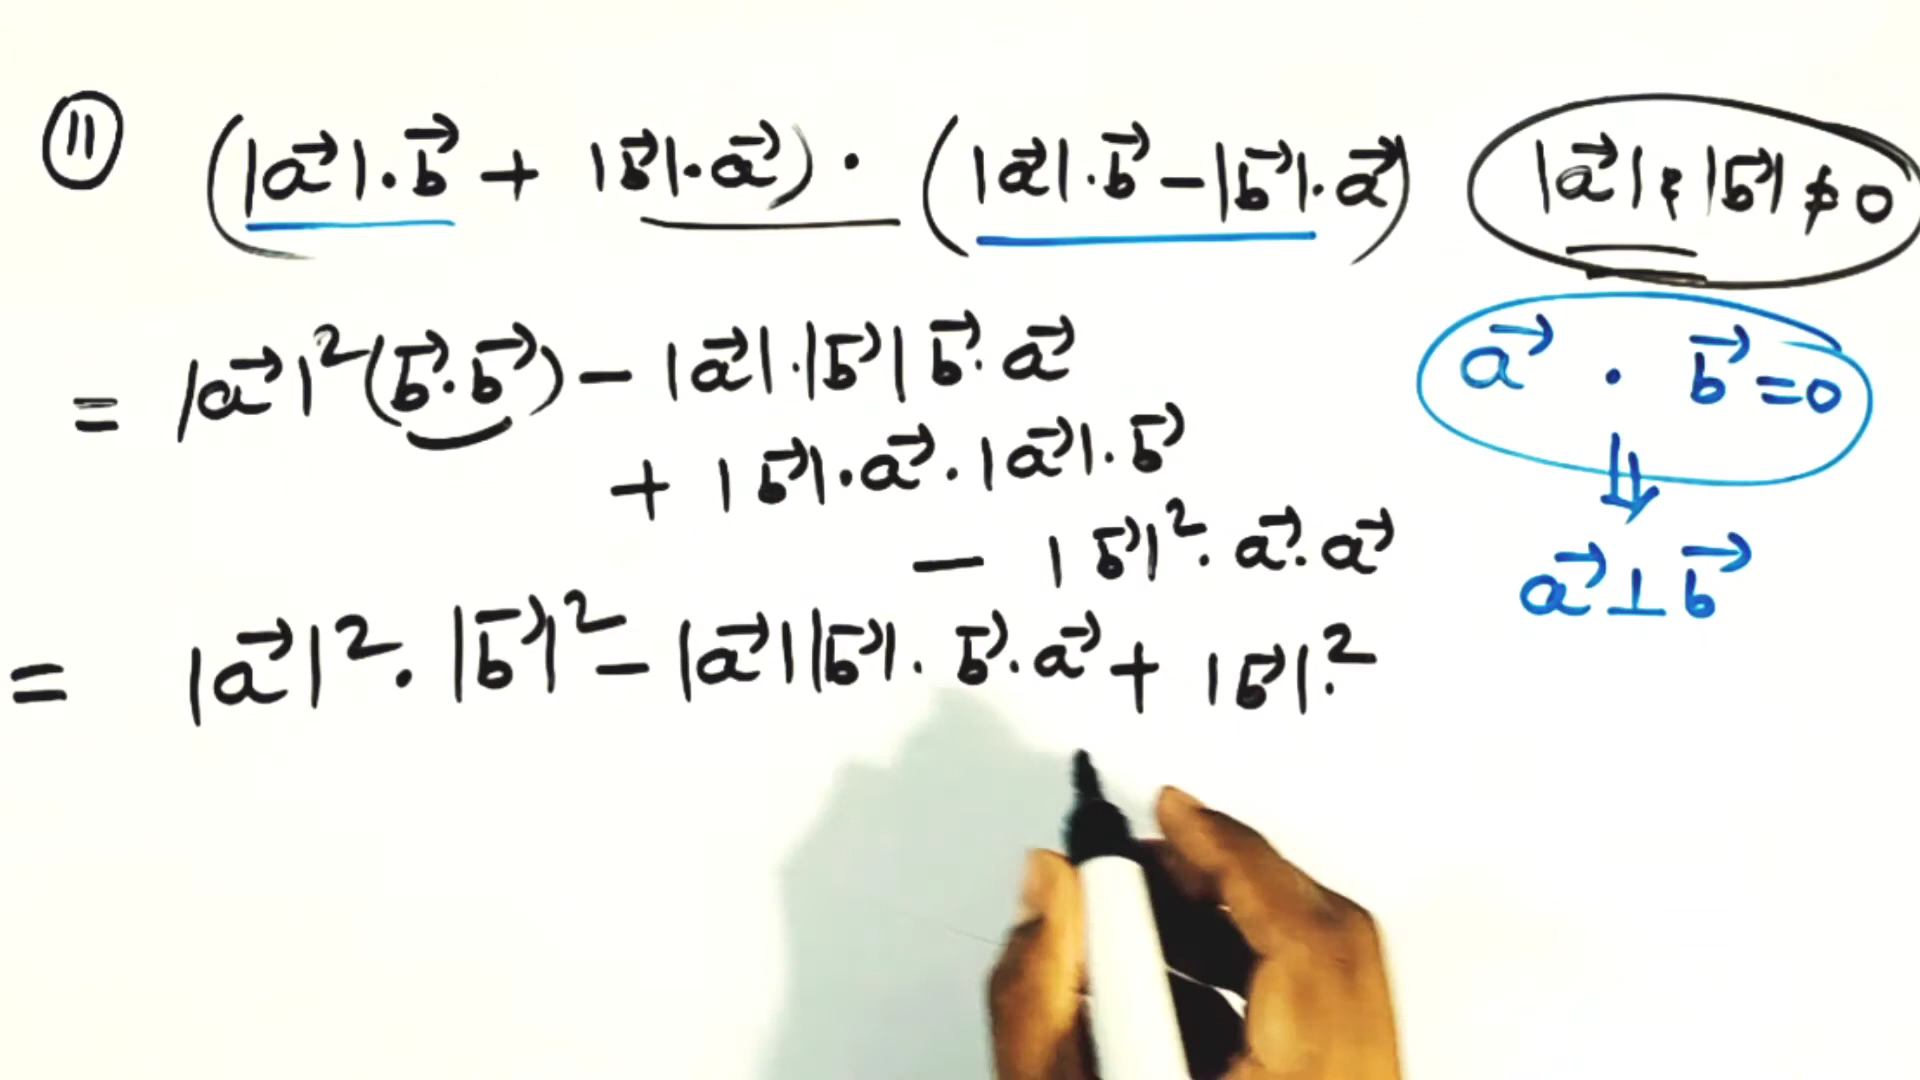 ⑪ (|a⃗|·b⃗ + |b⃗|·a⃗) · (|a⃗|·b⃗ − |b⃗|·a⃗) |a⃗| & |b⃗| ≠ 0
= |a⃗|²(b⃗·b⃗) − |a⃗|·|b⃗| b⃗·a⃗
a⃗ · b⃗ = 0
+ |b⃗|·a⃗·|a⃗|·b⃗
⇓
− |b⃗|²·a⃗·a⃗
a⃗ ⊥ b⃗
= |a⃗|²·|b⃗|² − |a⃗||b⃗|·b⃗·a⃗ + |b⃗|·²